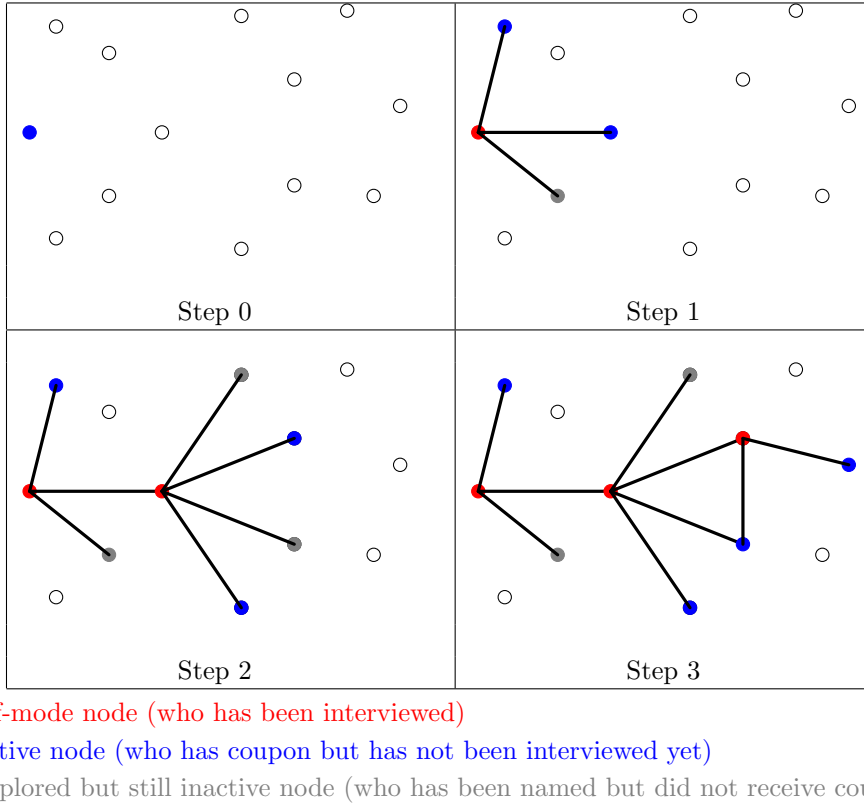 Step 0
Step 1
Step 2
Step 3
f-mode node (who has been interviewed)
tive node (who has coupon but has not been interviewed yet)
plored but still inactive node (who has been named but did not receive cou